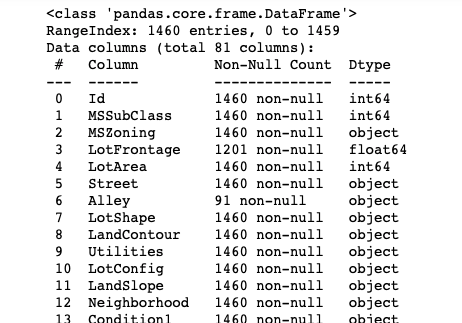 <class 'pandas.core.frame.DataFrame'>
RangeIndex: 1460 entries, 0 to 1459
Data columns (total 81 columns):
 #   Column         Non-Null Count  Dtype
---  ------         --------------  -----
 0   Id             1460 non-null   int64
 1   MSSubClass     1460 non-null   int64
 2   MSZoning       1460 non-null   object
 3   LotFrontage    1201 non-null   float64
 4   LotArea        1460 non-null   int64
 5   Street         1460 non-null   object
 6   Alley          91 non-null     object
 7   LotShape       1460 non-null   object
 8   LandContour    1460 non-null   object
 9   Utilities      1460 non-null   object
 10  LotConfig      1460 non-null   object
 11  LandSlope      1460 non-null   object
 12  Neighborhood   1460 non-null   object
 13  Condition1     1460 non-null   object